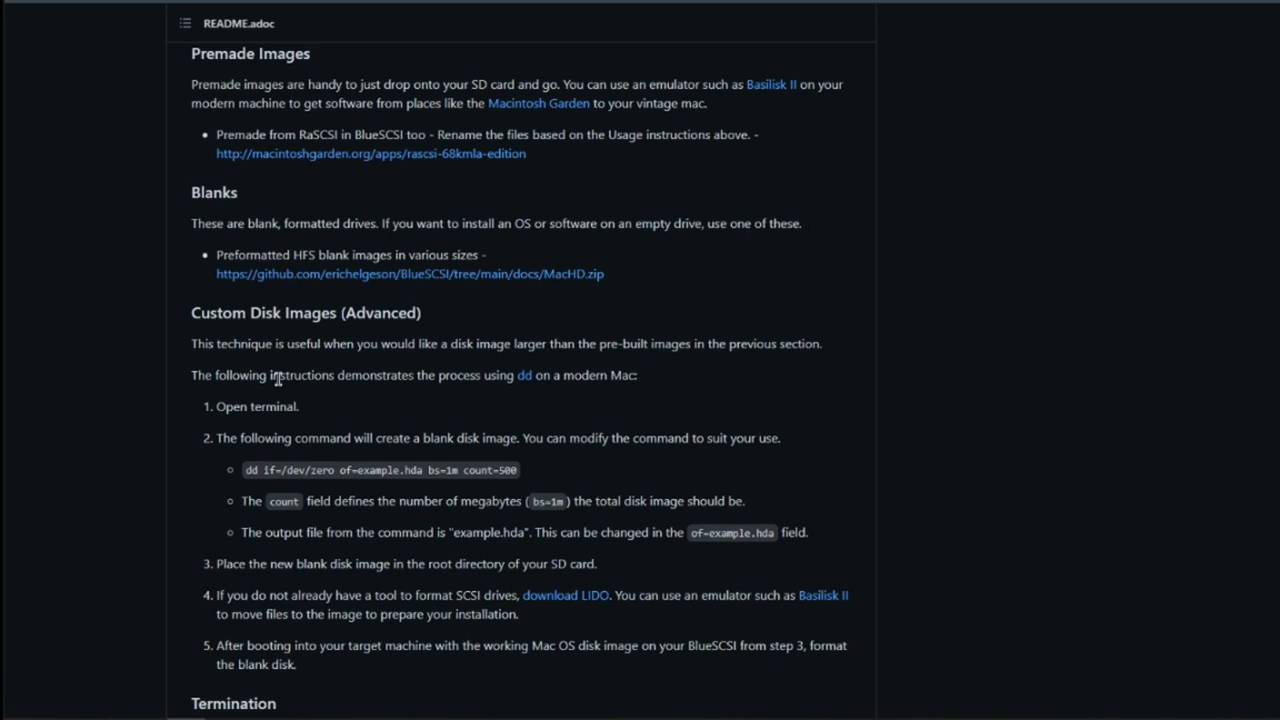 README.adoc
Premade Images
Premade images are handy to just drop onto your SD card and go. You can use an emulator such as Basilisk II on your
modern machine to get software from places like the Macintosh Garden to your vintage mac.
• Premade from RaSCSI in BlueSCSI too - Rename the files based on the Usage instructions above. -
http://macintoshgarden.org/apps/rascsi-68kmla-edition
Blanks
These are blank, formatted drives. If you want to install an OS or software on an empty drive, use one of these.
• Preformatted HFS blank images in various sizes -
https://github.com/erichelgeson/BlueSCSI/tree/main/docs/MacHD.zip
Custom Disk Images (Advanced)
This technique is useful when you would like a disk image larger than the pre-built images in the previous section.
The following instructions demonstrates the process using dd on a modern Mac:
1. Open terminal.
2. The following command will create a blank disk image. You can modify the command to suit your use.
○ dd if=/dev/zero of=example.hda bs=1m count=500
○ The count field defines the number of megabytes ( bs=1m ) the total disk image should be.
○ The output file from the command is "example.hda". This can be changed in the of=example.hda field.
3. Place the new blank disk image in the root directory of your SD card.
4. If you do not already have a tool to format SCSI drives, download LIDO. You can use an emulator such as Basilisk II
to move files to the image to prepare your installation.
5. After booting into your target machine with the working Mac OS disk image on your BlueSCSI from step 3, format
the blank disk.
Termination